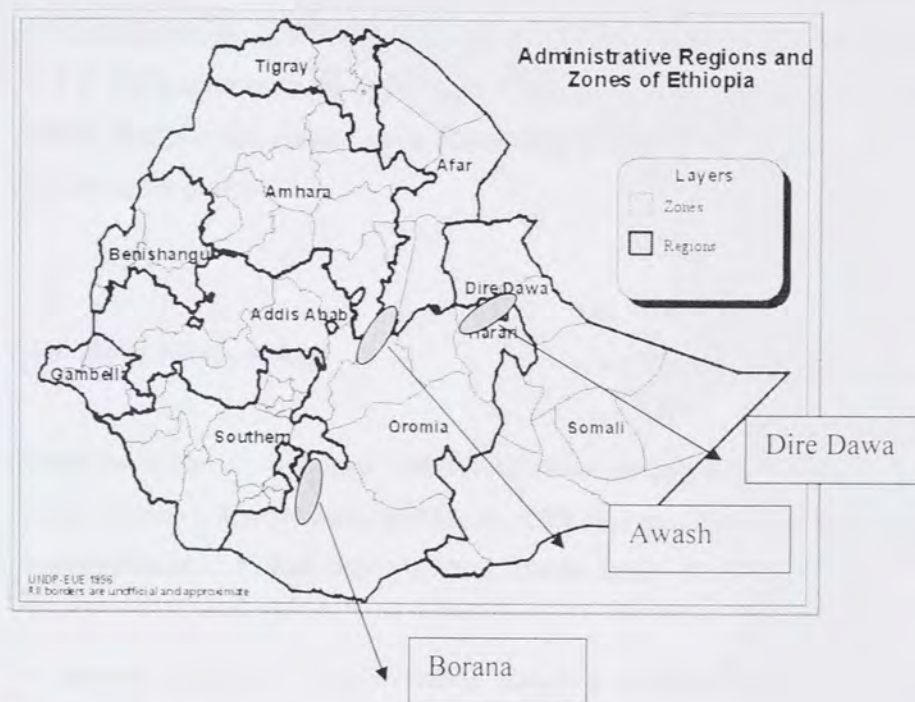 Administrative Regions and
Zones of Ethiopia
Tigray
Afar
Layers
Zones
Regions
Amhara
Benishangu
Dire Dawa
Addis Abab
Harari
Gambella
Southern
Oromia
Somali
Dire Dawa
Awash
UNDP-EUE 1996
All borders are unofficial and approximate
Borana